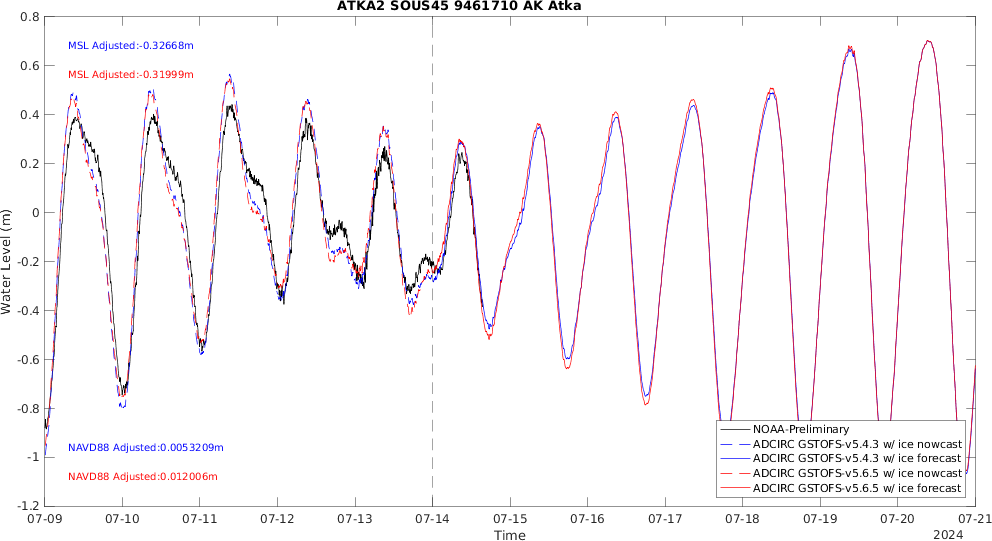 ATKA2 SOUS45 9461710 AK Atka
MSL Adjusted:-0.32668m
MSL Adjusted:-0.31999m
NAVD88 Adjusted:0.0053209m
NAVD88 Adjusted:0.012006m
Water Level (m)
0.8
0.6
0.4
0.2
0
-0.2
-0.4
-0.6
-0.8
-1
-1.2
NOAA-Preliminary
ADCIRC GSTOFS-v5.4.3 w/ ice nowcast
ADCIRC GSTOFS-v5.4.3 w/ ice forecast
ADCIRC GSTOFS-v5.6.5 w/ ice nowcast
ADCIRC GSTOFS-v5.6.5 w/ ice forecast
07-09 07-10 07-11 07-12 07-13 07-14 07-15 07-16 07-17 07-18 07-19 07-20 07-21
Time
2024